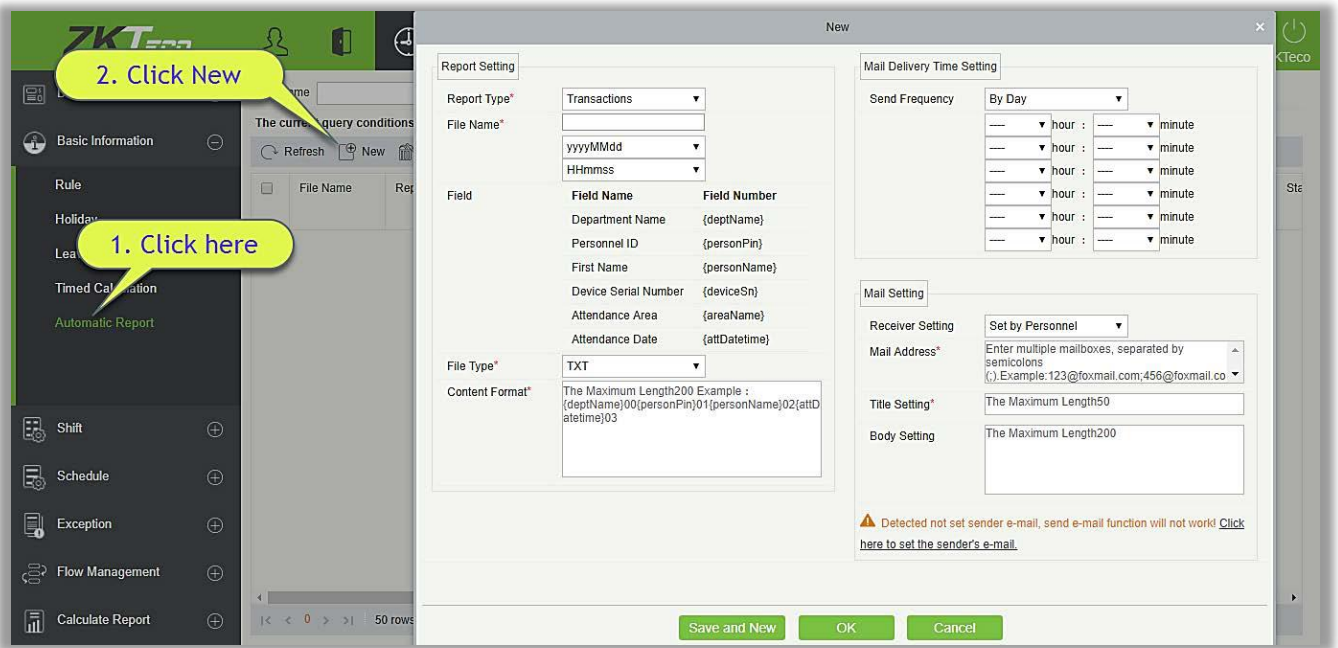 ZKTeco
New
KTeco
2. Click New
Basic Information
Rule
Holiday
Timed Calculation
Automatic Report
Shift
Schedule
Exception
Flow Management
Calculate Report
1. Click here
The current query conditions
Refresh New
File Name
50 rows
Report Setting
Report Type* Transactions
File Name*
yyyyMMdd
HHmmss
Field Field Name Field Number
Department Name {deptName}
Personnel ID {personPin}
First Name {personName}
Device Serial Number {deviceSn}
Attendance Area {areaName}
Attendance Date {attDatetime}
File Type* TXT
Content Format* The Maximum Length200 Example :
{deptName}00{personPin}01{personName}02{attD
atetime}03
Mail Delivery Time Setting
Send Frequency By Day
---- hour : ---- minute
---- hour : ---- minute
---- hour : ---- minute
---- hour : ---- minute
---- hour : ---- minute
---- hour : ---- minute
Mail Setting
Receiver Setting Set by Personnel
Mail Address* Enter multiple mailboxes, separated by
semicolons
(;).Example:123@foxmail.com;456@foxmail.co
Title Setting* The Maximum Length50
Body Setting The Maximum Length200
Detected not set sender e-mail, send e-mail function will not work! Click
here to set the sender's e-mail.
Save and New OK Cancel